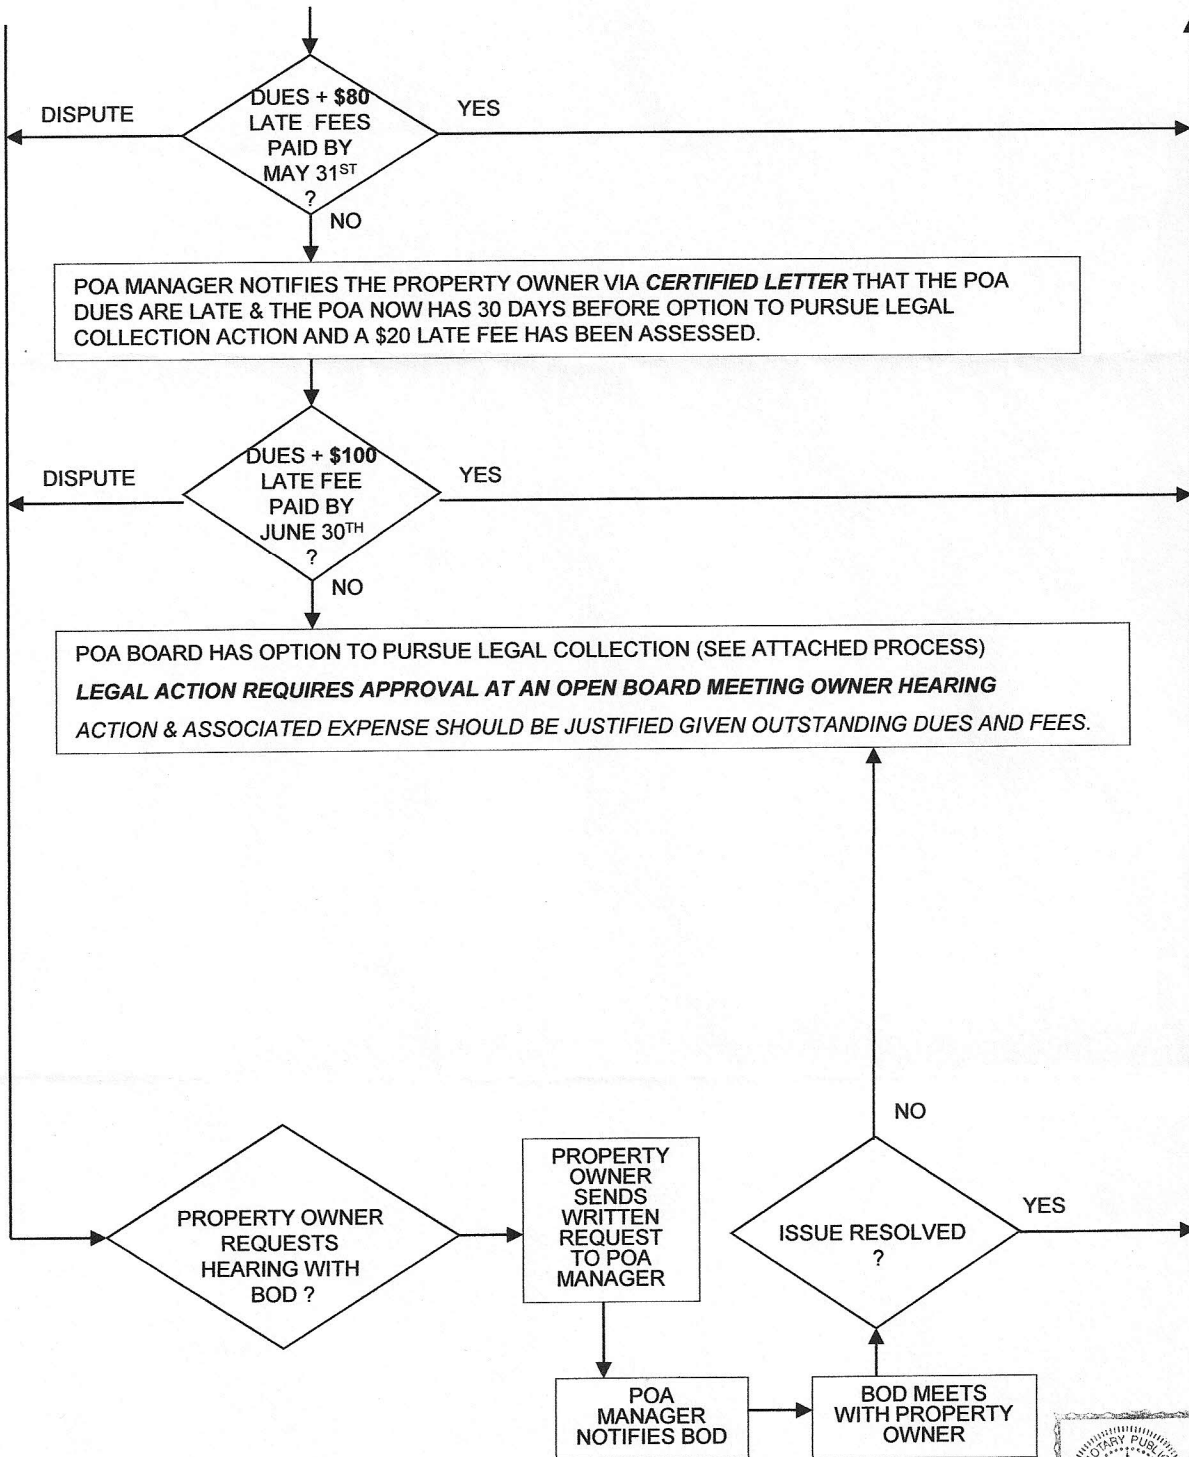 DUES + $80
LATE FEES
PAID BY
MAY 31ST
?
DISPUTE
YES
NO
POA MANAGER NOTIFIES THE PROPERTY OWNER VIA CERTIFIED LETTER THAT THE POA
DUES ARE LATE & THE POA NOW HAS 30 DAYS BEFORE OPTION TO PURSUE LEGAL
COLLECTION ACTION AND A $20 LATE FEE HAS BEEN ASSESSED.
DUES + $100
LATE FEE
PAID BY
JUNE 30TH
?
DISPUTE
YES
NO
POA BOARD HAS OPTION TO PURSUE LEGAL COLLECTION (SEE ATTACHED PROCESS)
LEGAL ACTION REQUIRES APPROVAL AT AN OPEN BOARD MEETING OWNER HEARING
ACTION & ASSOCIATED EXPENSE SHOULD BE JUSTIFIED GIVEN OUTSTANDING DUES AND FEES.
PROPERTY OWNER
REQUESTS
HEARING WITH
BOD ?
PROPERTY
OWNER
SENDS
WRITTEN
REQUEST
TO POA
MANAGER
POA
MANAGER
NOTIFIES BOD
BOD MEETS
WITH PROPERTY
OWNER
ISSUE RESOLVED
?
NO
YES
NOTARY PUBLIC